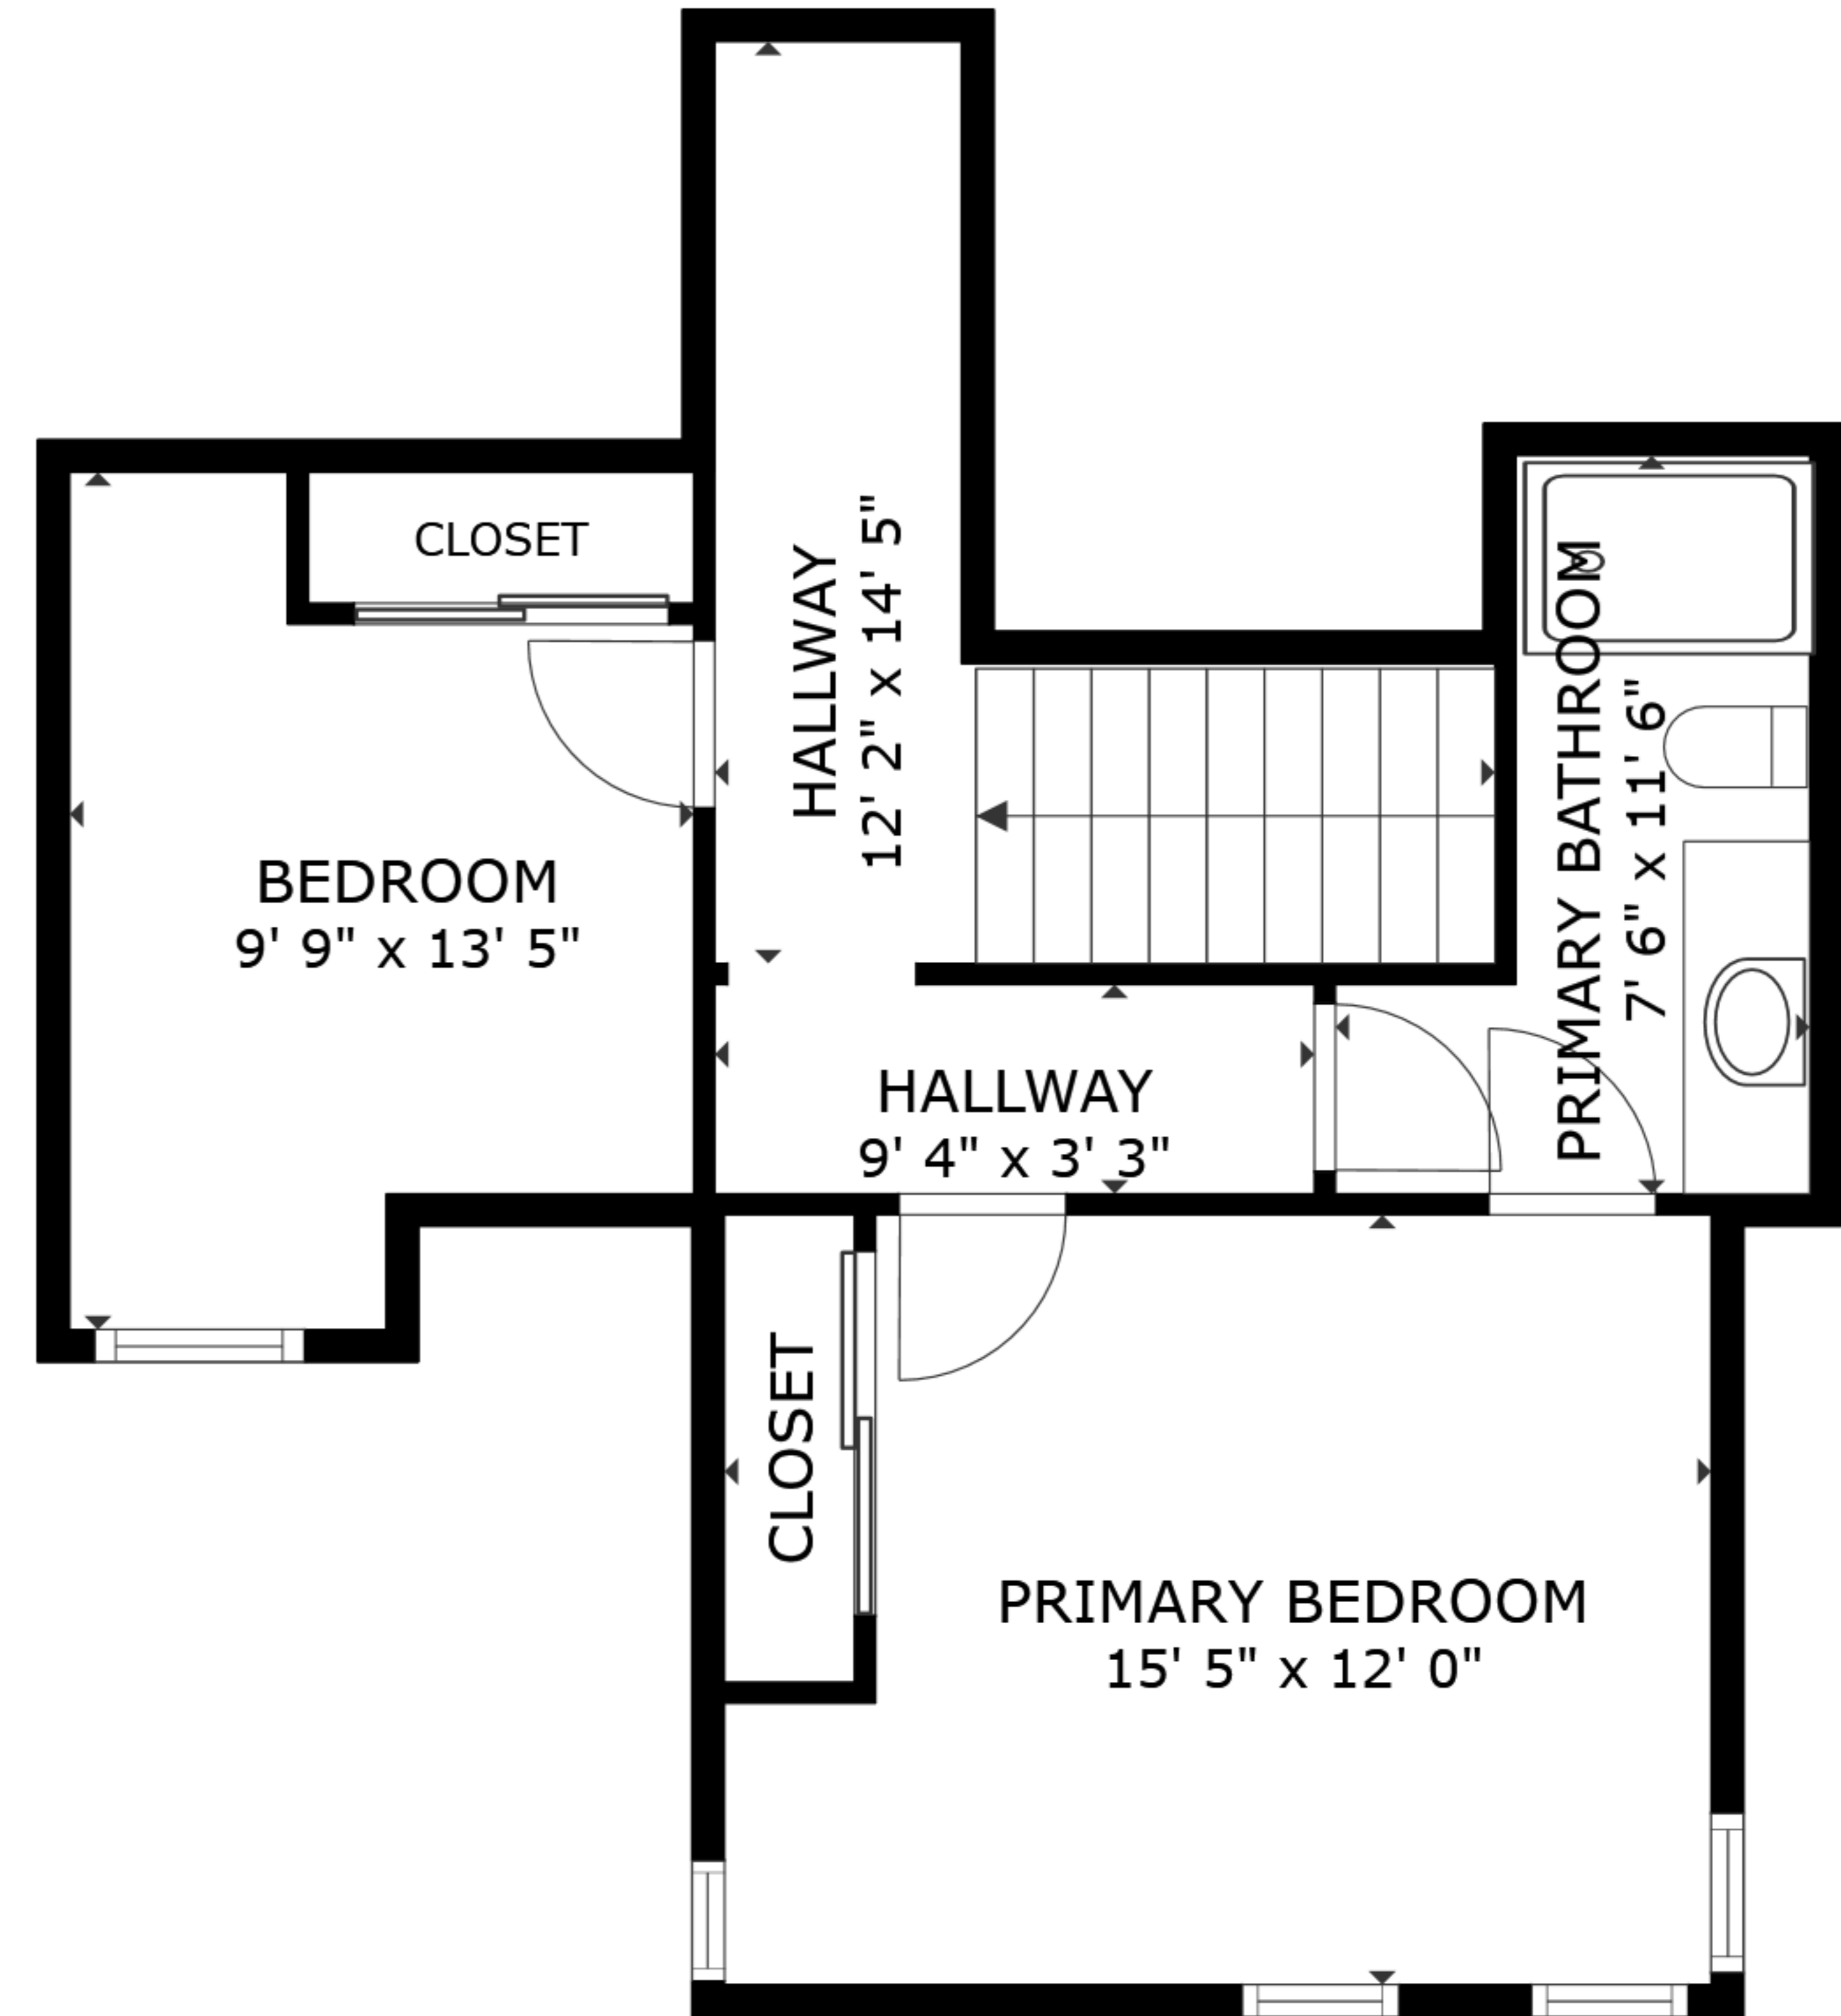 CLOSET
HALLWAY
12' 2" x 14' 5"
PRIMARY BATHROOM
7' 6" x 11' 6"
BEDROOM
9' 9" x 13' 5"
HALLWAY
9' 4" x 3' 3"
CLOSET
PRIMARY BEDROOM
15' 5" x 12' 0"